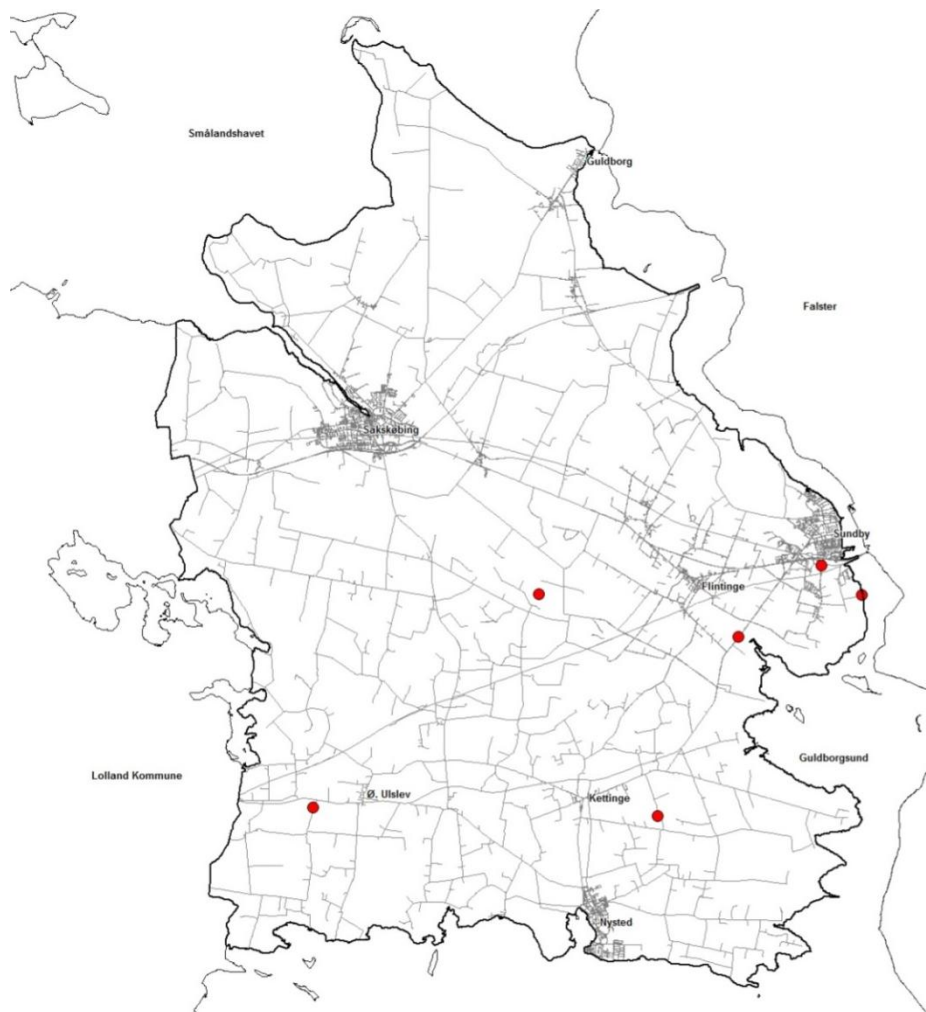 Smålandshavet
Guldborg
Falster
Sakskøbing
Sundby
Flintinge
Guldborgsund
Lolland Kommune
Ø. Ulslev
Kettinge
Nysted